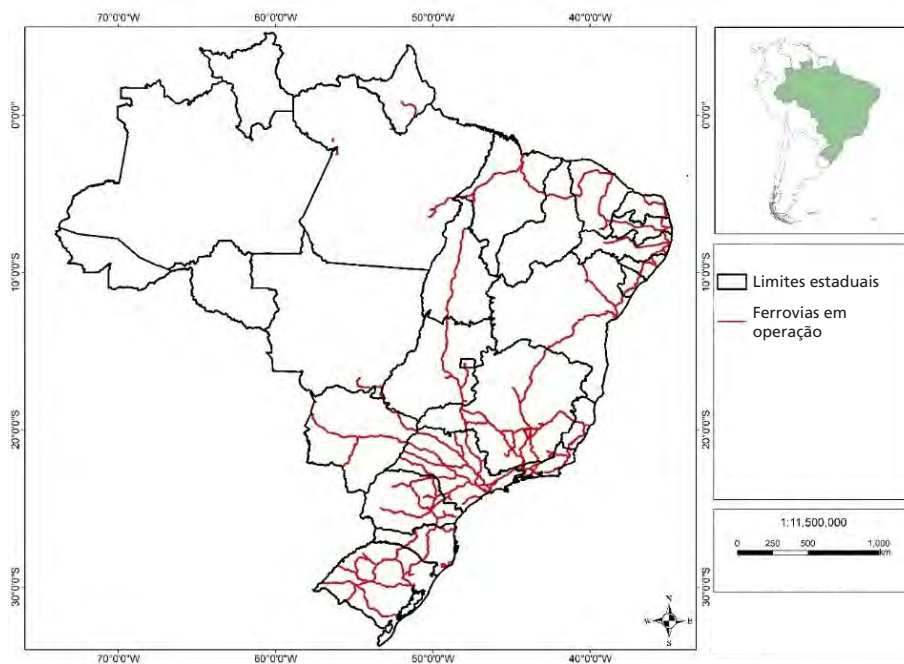 70°0'0"W 60°0'0"W 50°0'0"W 40°0'0"W
0°0'0"
10°0'0"S
20°0'0"S
30°0'0"S
0°0'0"
10°0'0"S
20°0'0"S
30°0'0"S
N
W E
S
70°0'0"W 60°0'0"W 50°0'0"W 40°0'0"W
Limites estaduais
Ferrovias em
operação
1:11.500.000
0 250 500 1,000
km